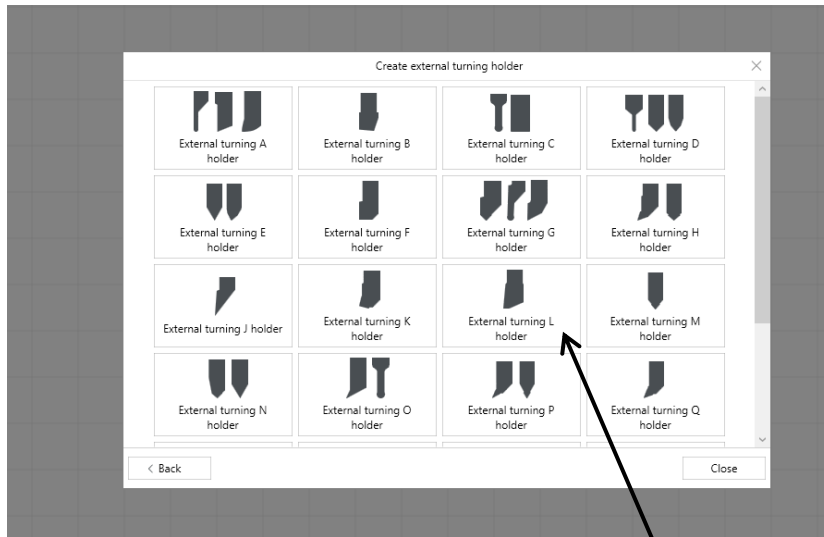 Create external turning holder
External turning A
holder
External turning B
holder
External turning C
holder
External turning D
holder
External turning E
holder
External turning F
holder
External turning G
holder
External turning H
holder
External turning J holder
External turning K
holder
External turning L
holder
External turning M
holder
External turning N
holder
External turning O
holder
External turning P
holder
External turning Q
holder
< Back
Close